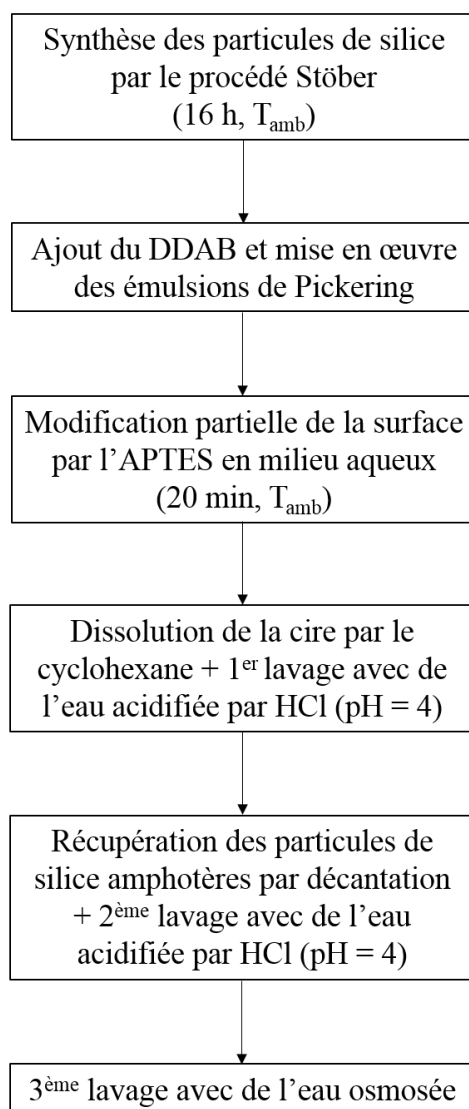 Synthèse des particules de silice
par le procédé Stöber
(16 h, Tamb)
Ajout du DDAB et mise en œuvre
des émulsions de Pickering
Modification partielle de la surface
par l’APTES en milieu aqueux
(20 min, Tamb)
Dissolution de la cire par le
cyclohexane + 1er lavage avec de
l’eau acidifiée par HCl (pH = 4)
Récupération des particules de
silice amphotères par décantation
+ 2ème lavage avec de l’eau
acidifiée par HCl (pH = 4)
3ème lavage avec de l’eau osmosée